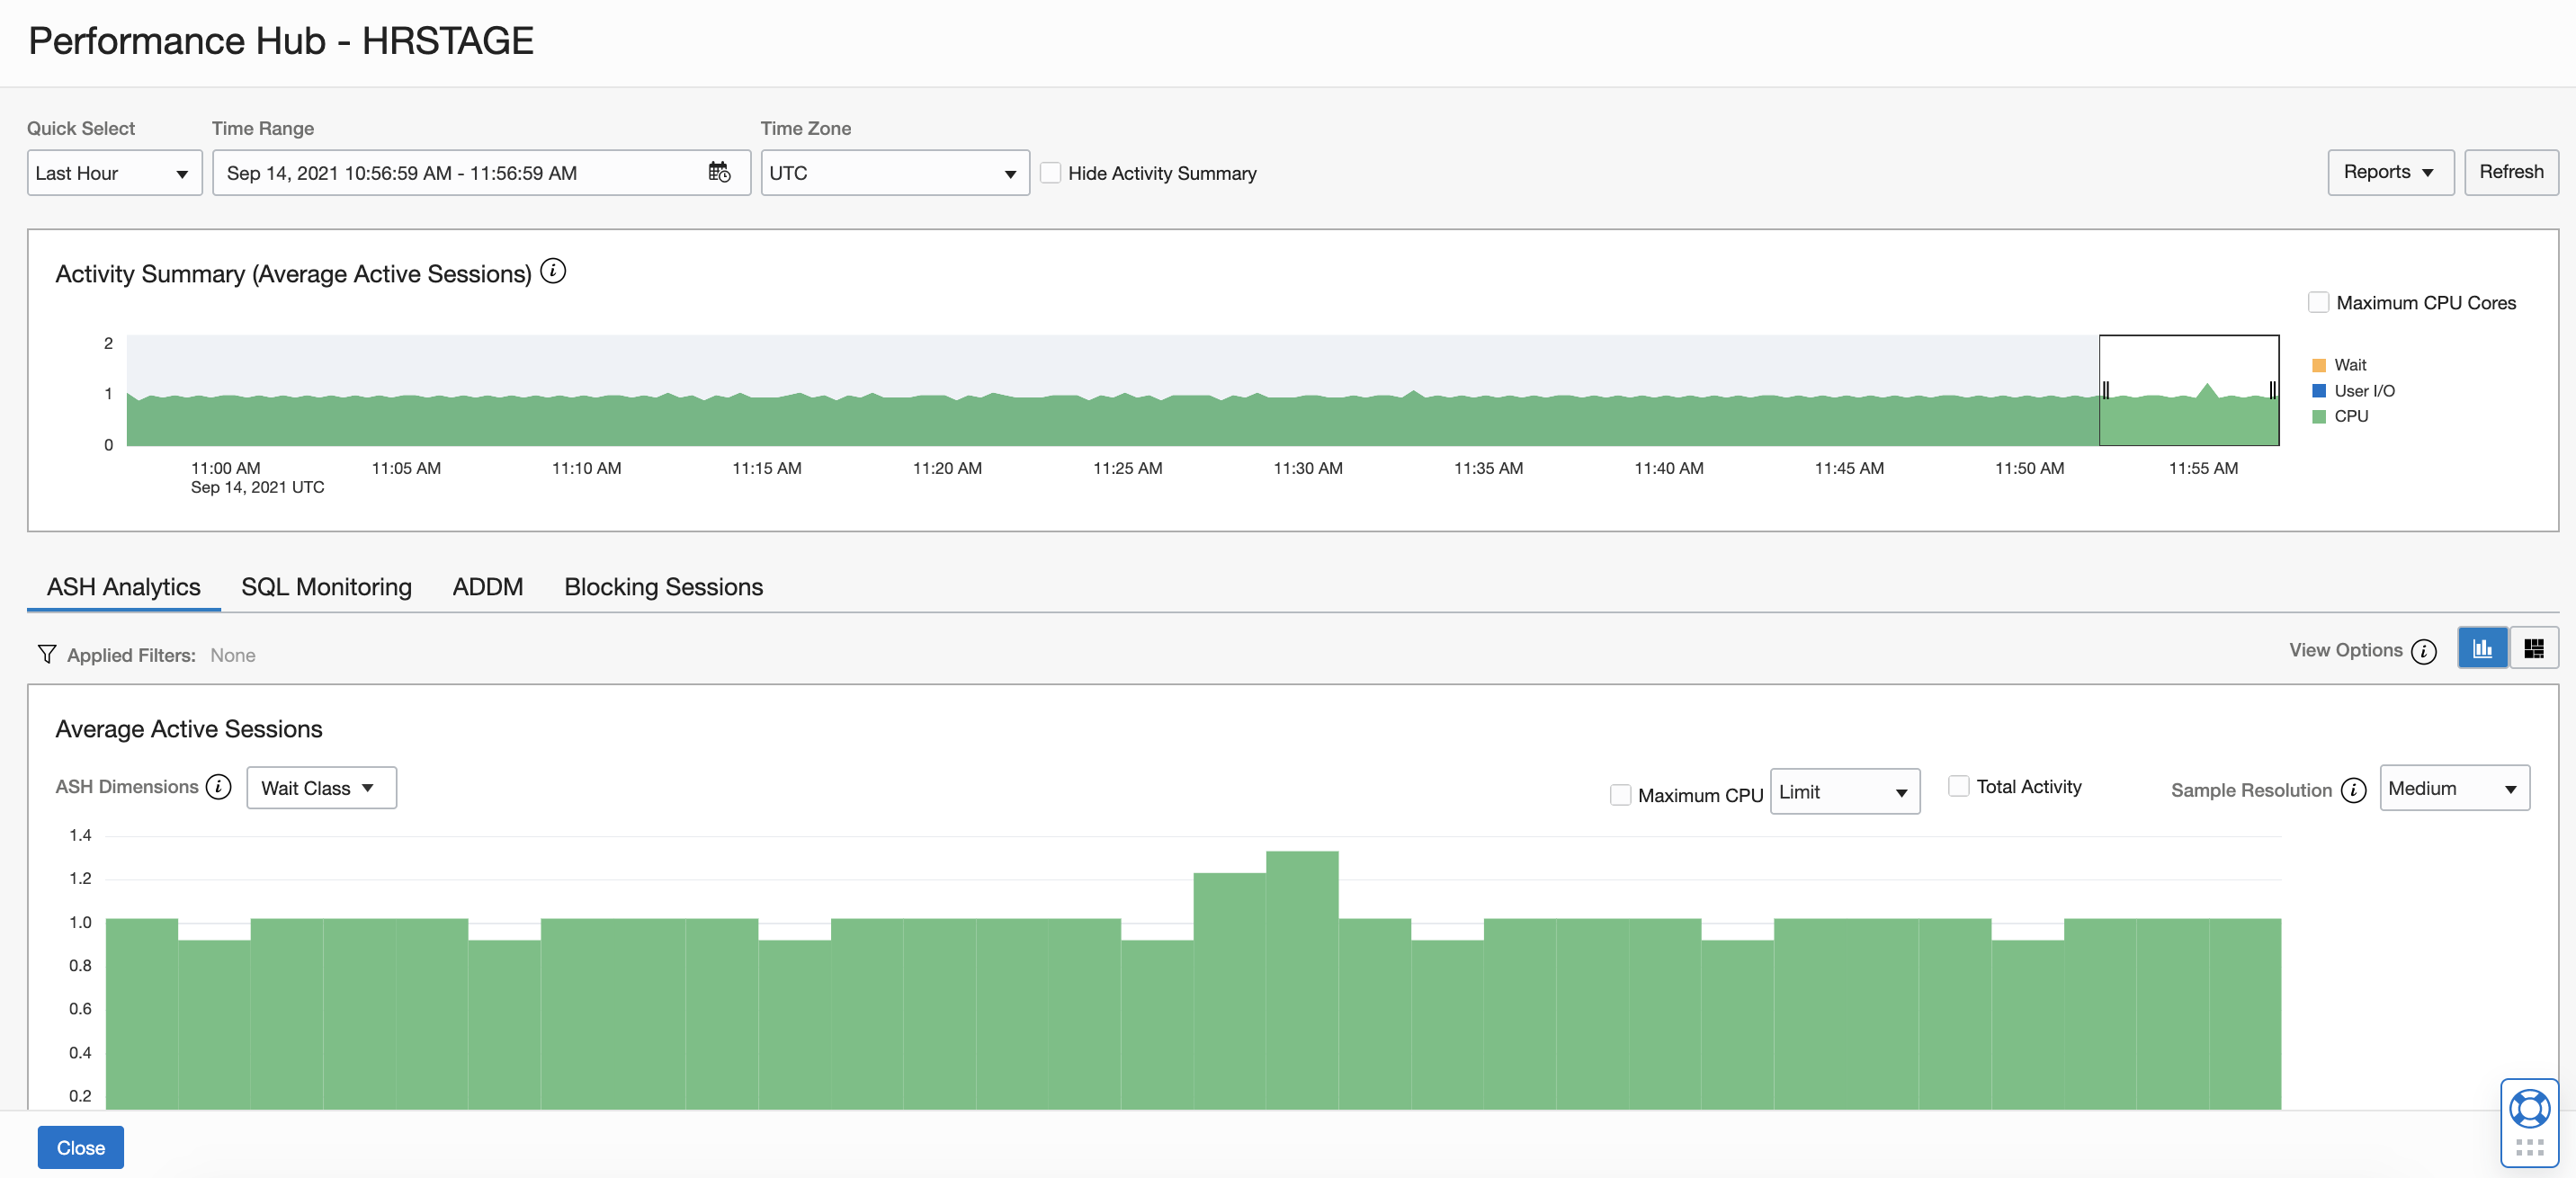 Performance Hub - HRSTAGE
Quick Select Time Range Time Zone
Last Hour Sep 14, 2021 10:56:59 AM - 11:56:59 AM UTC Hide Activity Summary Reports Refresh
Activity Summary (Average Active Sessions) i
Maximum CPU Cores
2
1
0
Wait
User I/O
CPU
11:00 AM 11:05 AM 11:10 AM 11:15 AM 11:20 AM 11:25 AM 11:30 AM 11:35 AM 11:40 AM 11:45 AM 11:50 AM 11:55 AM
Sep 14, 2021 UTC
ASH Analytics SQL Monitoring ADDM Blocking Sessions
Applied Filters: None View Options i
Average Active Sessions
ASH Dimensions i Wait Class Maximum CPU Limit Total Activity Sample Resolution i Medium
1.4
1.2
1.0
0.8
0.6
0.4
0.2
Close